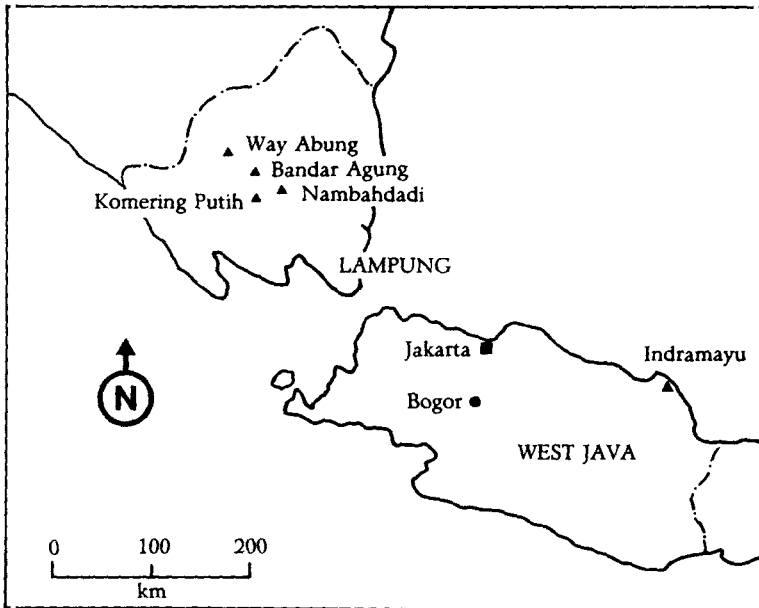 Way Abung
Bandar Agung
Komering Putih
Nambahdadi
LAMPUNG
Jakarta
Indramayu
N
Bogor
WEST JAVA
0 100 200
km